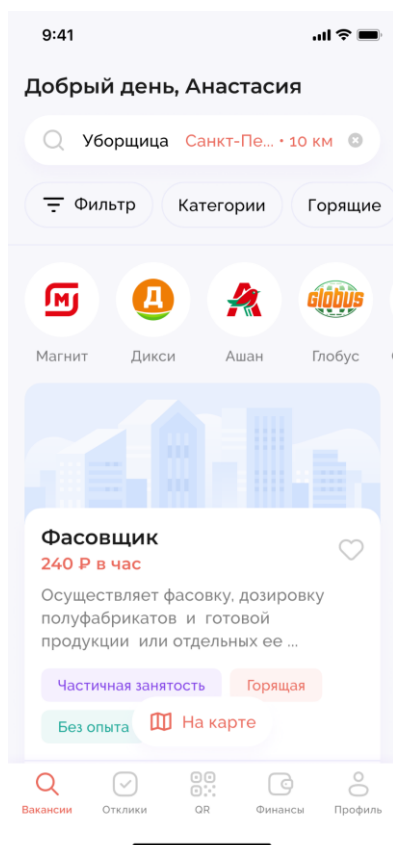 9:41
Добрый день, Анастасия
Уборщица Санкт-Пе... • 10 км
Фильтр
Категории
Горящие
М
Д
GlobUS
Магнит
Дикси
Ашан
Глобус
Фасовщик
240 ₽ в час
Осуществляет фасовку, дозировку
полуфабрикатов и готовой
продукции или отдельных ее ...
Частичная занятость
Горящая
Без опыта
На карте
Вакансии
Отклики
QR
Финансы
Профиль